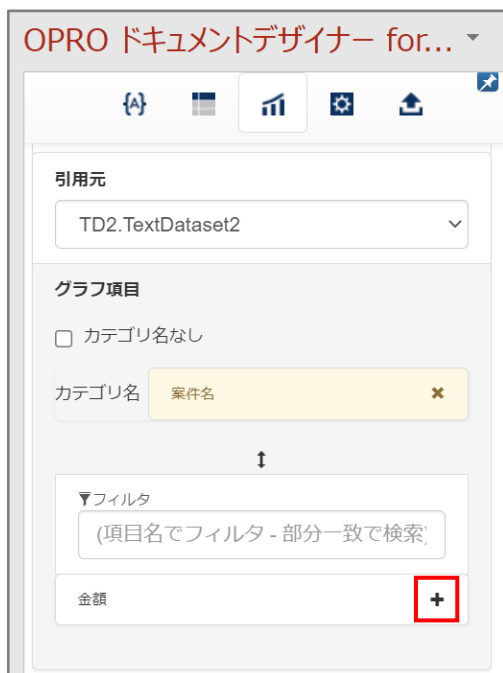 OPRO ドキュメントデザイナー for...
{A}
引用元
TD2.TextDataset2
グラフ項目
カテゴリ名なし
カテゴリ名 案件名
フィルタ
(項目名でフィルタ - 部分一致で検索)
金額